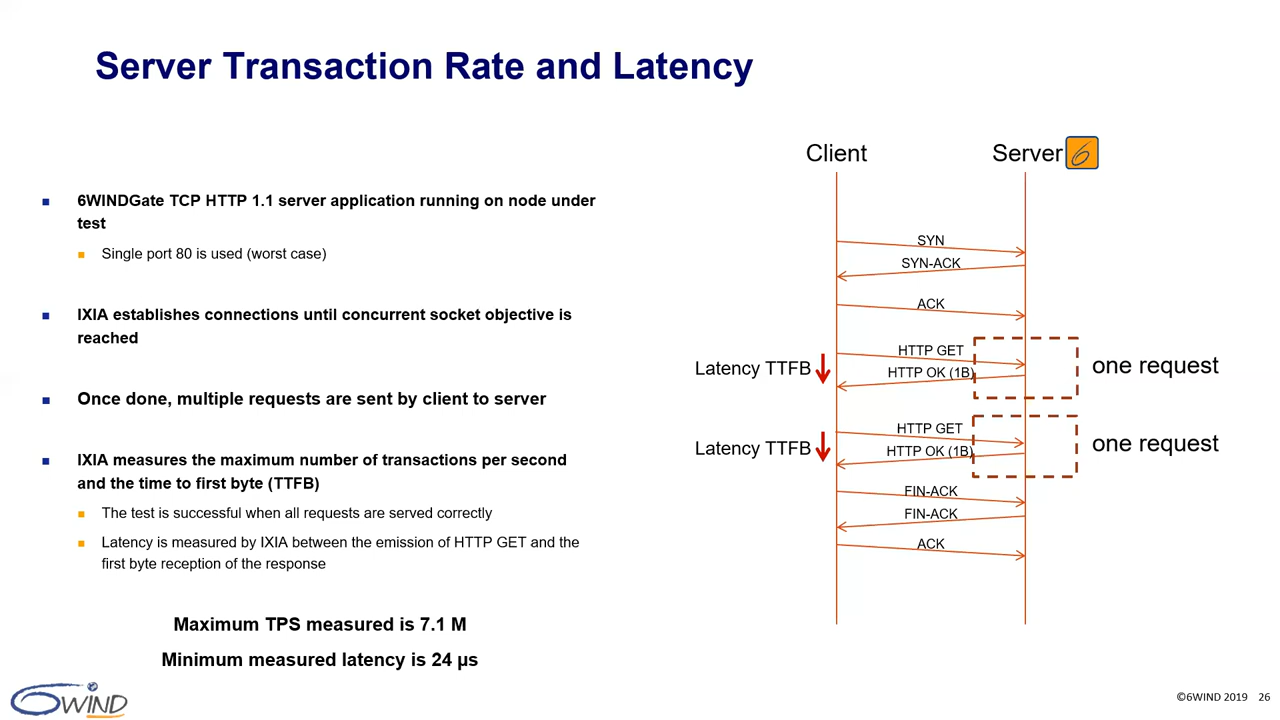 Server Transaction Rate and Latency
6WINDGate TCP HTTP 1.1 server application running on node under
test
Single port 80 is used (worst case)
IXIA establishes connections until concurrent socket objective is
reached
Once done, multiple requests are sent by client to server
IXIA measures the maximum number of transactions per second
and the time to first byte (TTFB)
The test is successful when all requests are served correctly
Latency is measured by IXIA between the emission of HTTP GET and the
first byte reception of the response
Maximum TPS measured is 7.1 M
Minimum measured latency is 24 µs
Client
Server 6
SYN
SYN-ACK
ACK
HTTP GET
Latency TTFB
HTTP OK (1B)
one request
HTTP GET
Latency TTFB
HTTP OK (1B)
one request
FIN-ACK
FIN-ACK
ACK
6WIND
©6WIND 2019 26